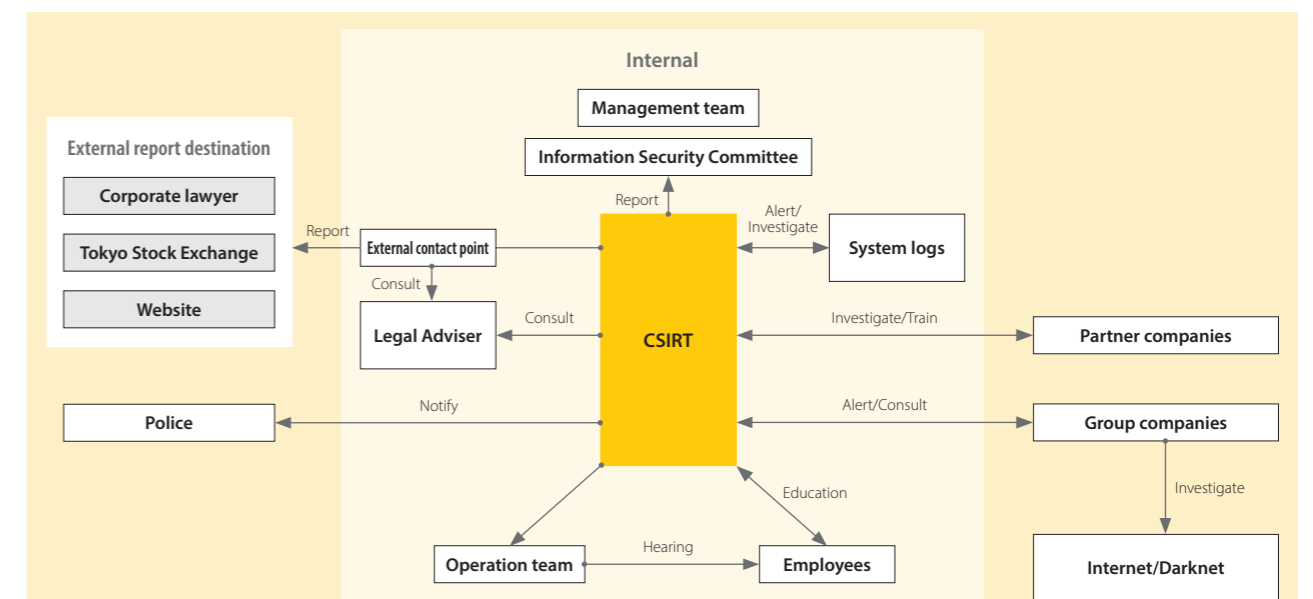 Internal
Management team
Information Security Committee
External report destination
Corporate lawyer
Tokyo Stock Exchange
Website
Report
Report
External contact point
Consult
Legal Adviser
Consult
CSIRT
Alert/
Investigate
System logs
Investigate/Train
Partner companies
Police
Notify
Alert/Consult
Group companies
Education
Investigate
Operation team
Hearing
Employees
Internet/Darknet